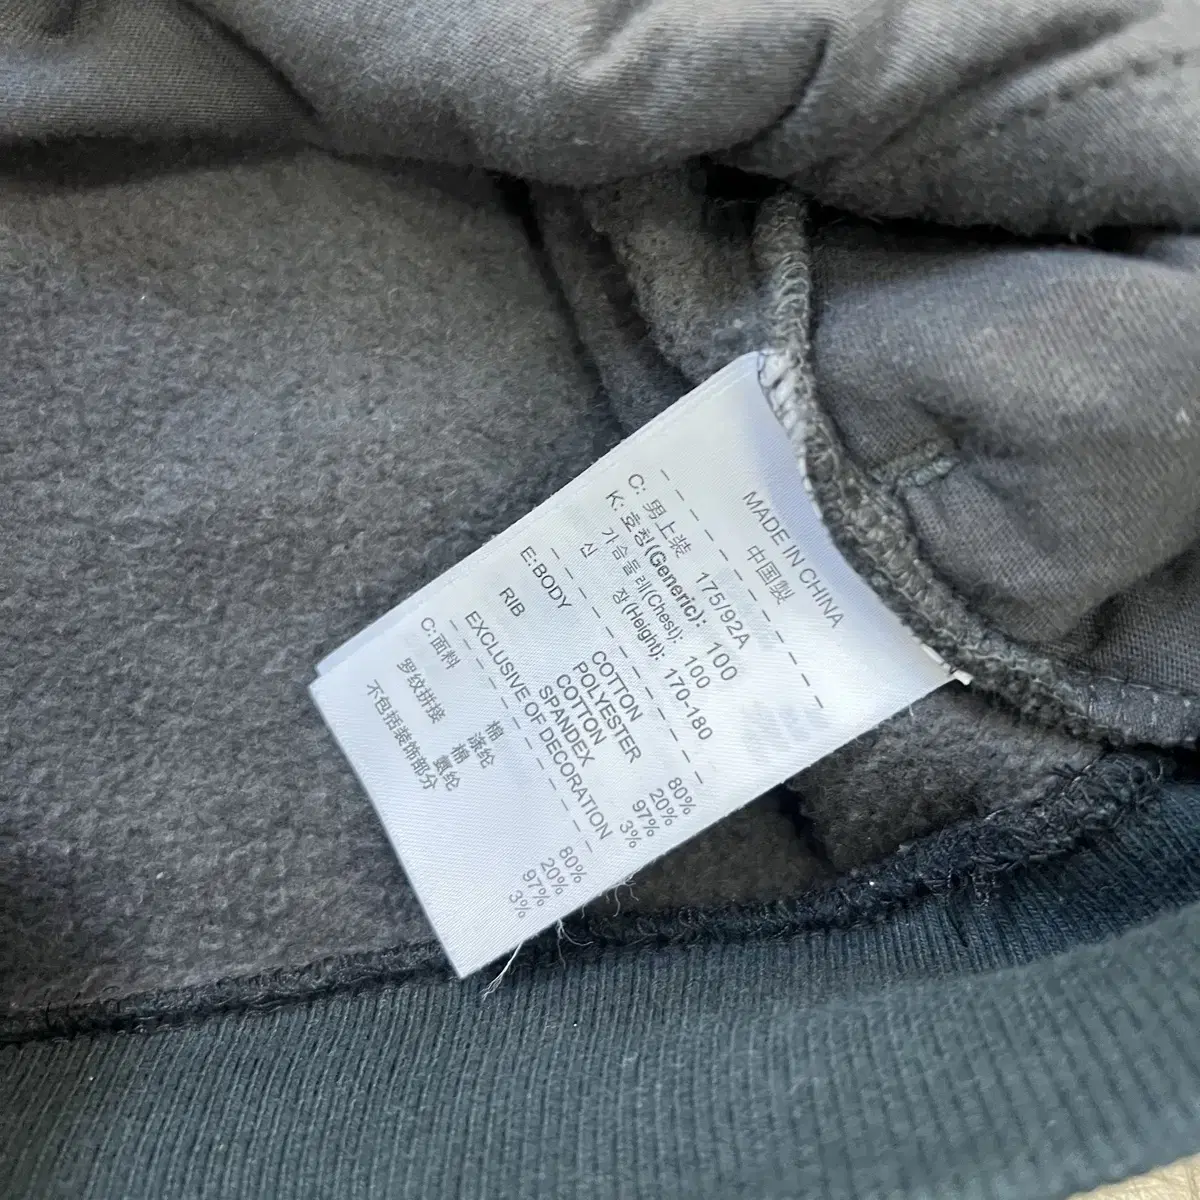 MADE IN CHINA
中国製
C: 男上装 175/92A
K: 호칭(Generic): 100
가슴둘레(Chest): 100
신 장(Height): 170-180
E:BODY COTTON 80%
POLYESTER 20%
RIB COTTON 97%
SPANDEX 3%
EXCLUSIVE OF DECORATION
C:面料 棉 80%
涤纶 20%
罗纹拼接 棉 97%
氨纶 3%
不包括装饰部分